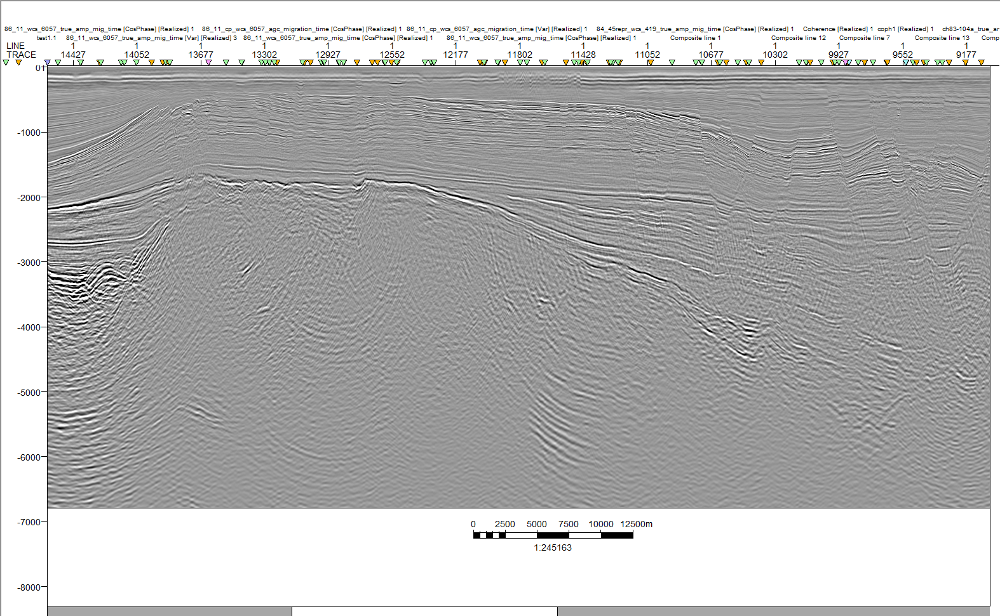 86_11_wcs_6057_true_amp_mig_time [CosPhase] [Realized] 1 86_11_cp_wcs_6057_agc_migration_time [CosPhase] [Realized] 1 86_11_cp_wcs_6057_agc_migration_time [Var] [Realized] 1 84_45repr_wcs_419_true_amp_mig_time [CosPhase] [Realized] 1 Coherence [Realized] 1 coph1 [Realized] 1 ch83-104a_true_ar
test1.1 86_11_wcs_6057_true_amp_mig_time [Var] [Realized] 3 86_11_wcs_6057_true_amp_mig_time [CosPhase] [Realized] 1 86_11_wcs_6057_true_amp_mig_time [CosPhase] [Realized] 1 Composite line 1 Composite line 12 Composite line 7 Composite line 13 Comp
LINE 1 1 1 1 1 1 1 1 1 1 1 1 1 1 1
TRACE 14427 14052 13677 13302 12927 12552 12177 11802 11428 11052 10677 10302 9927 9552 9177
0
-1000
-2000
-3000
-4000
-5000
-6000
-7000
0 2500 5000 7500 10000 12500m
1:245163
-8000